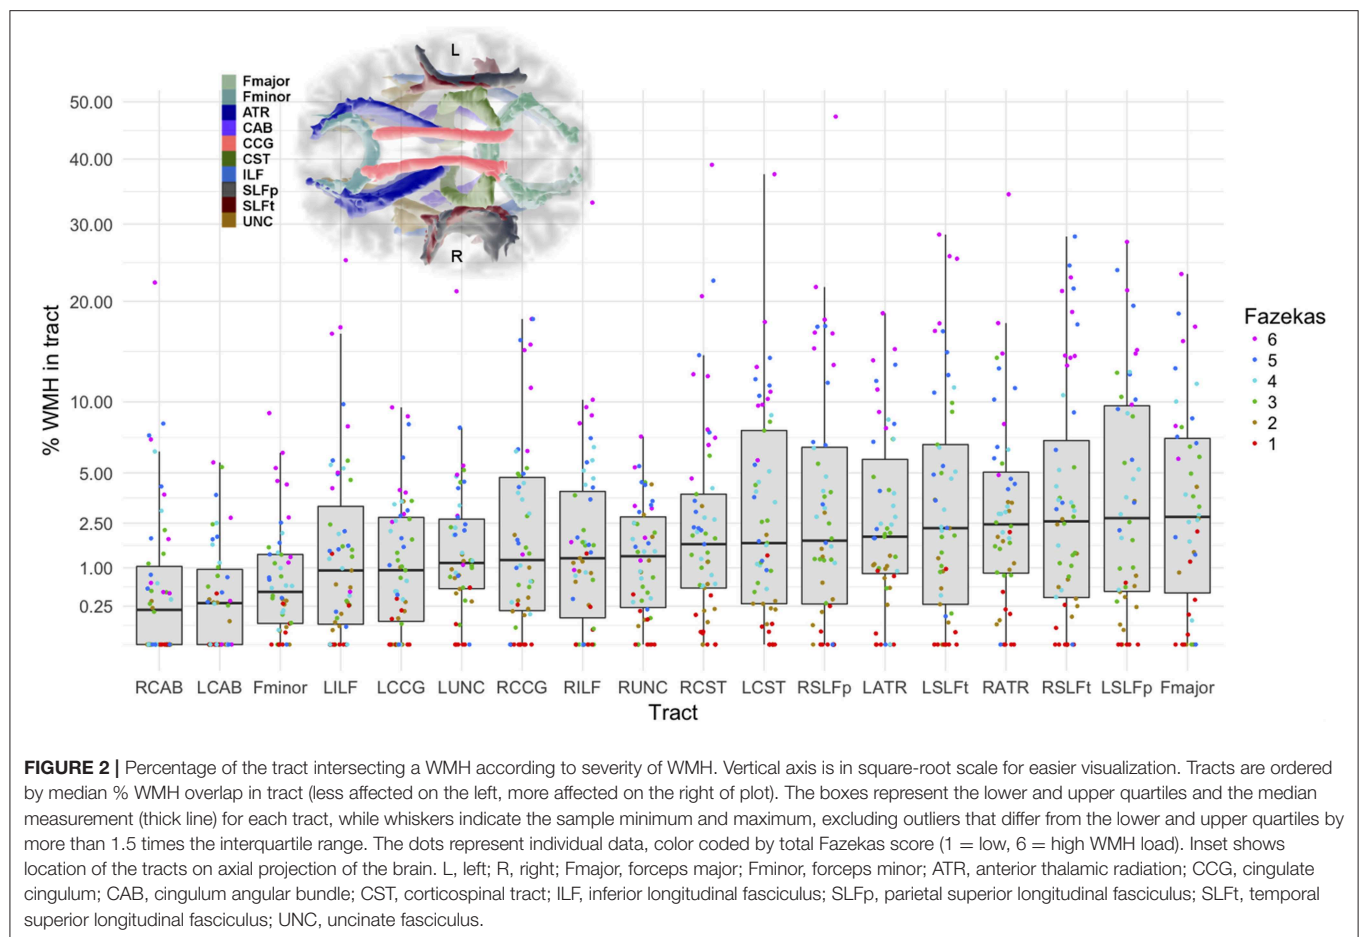 L
Fmajor
Fminor
ATR
CAB
CCG
CST
ILF
SLFp
SLFt
UNC
R
50.00
40.00
30.00
20.00
10.00
5.00
2.50
1.00
0.25
% WMH in tract
Fazekas
6
5
4
3
2
1
RCAB LCAB Fminor LILF LCCG LUNC RCCG RILF RUNC RCST LCST RSLFp LATR LSLFt RATR RSLFt LSLFp Fmajor
Tract
FIGURE 2 | Percentage of the tract intersecting a WMH according to severity of WMH. Vertical axis is in square-root scale for easier visualization. Tracts are ordered
by median % WMH overlap in tract (less affected on the left, more affected on the right of plot). The boxes represent the lower and upper quartiles and the median
measurement (thick line) for each tract, while whiskers indicate the sample minimum and maximum, excluding outliers that differ from the lower and upper quartiles by
more than 1.5 times the interquartile range. The dots represent individual data, color coded by total Fazekas score (1 = low, 6 = high WMH load). Inset shows
location of the tracts on axial projection of the brain. L, left; R, right; Fmajor, forceps major; Fminor, forceps minor; ATR, anterior thalamic radiation; CCG, cingulate
cingulum; CAB, cingulum angular bundle; CST, corticospinal tract; ILF, inferior longitudinal fasciculus; SLFp, parietal superior longitudinal fasciculus; SLFt, temporal
superior longitudinal fasciculus; UNC, uncinate fasciculus.